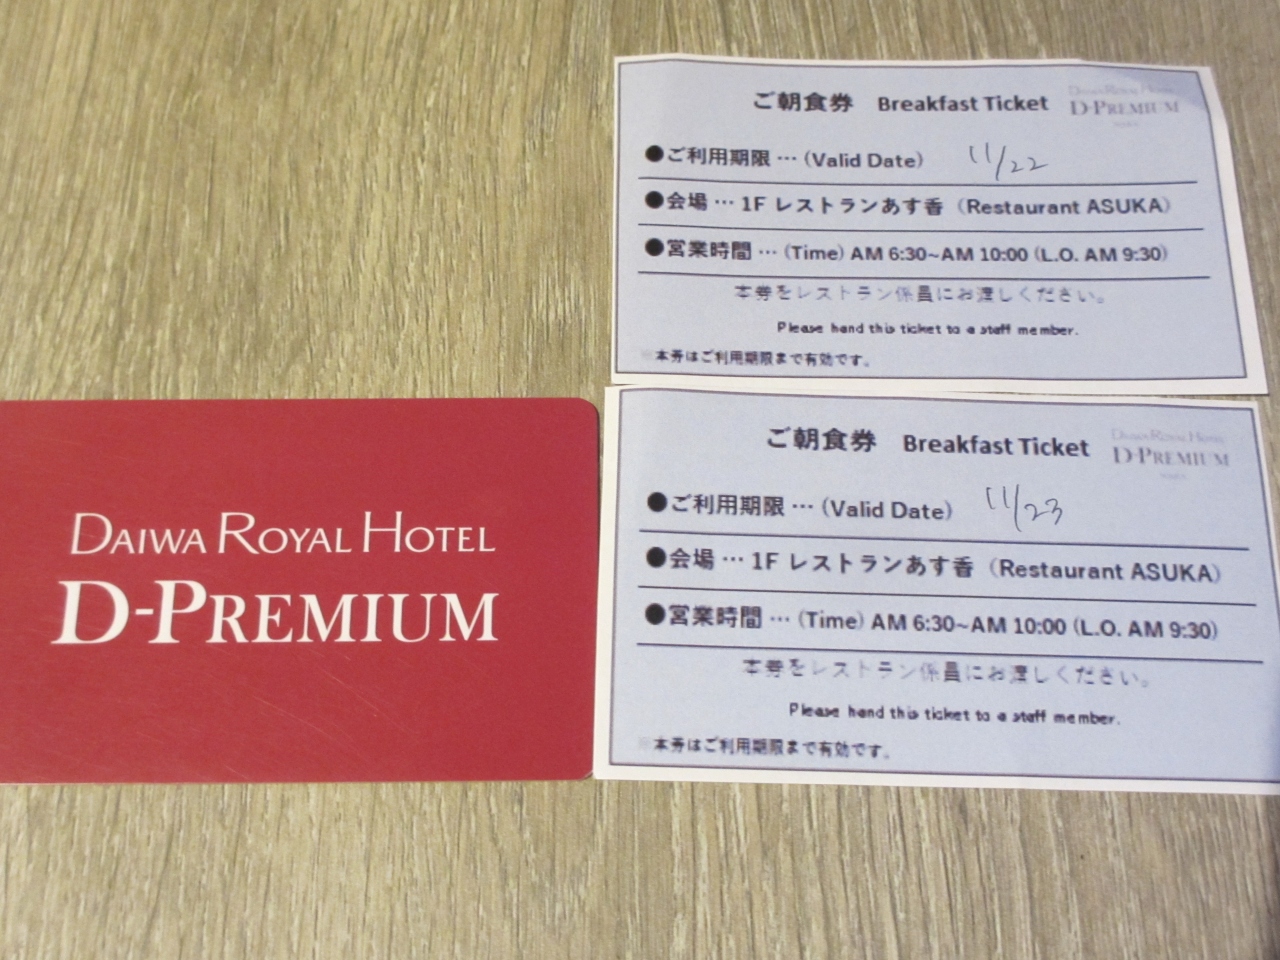 ご朝食券 Breakfast Ticket
DAIWA ROYAL HOTEL
D-PREMIUM
●ご利用期限…(Valid Date) 11/22
●会場…1F レストランあす香 (Restaurant ASUKA)
●営業時間…(Time) AM 6:30~AM 10:00 (L.O. AM 9:30)
本券をレストラン係員にお渡しください。
Please hand this ticket to a staff member.
※本券はご利用期限まで有効です。
DAIWA ROYAL HOTEL
D-PREMIUM
ご朝食券 Breakfast Ticket
DAIWA ROYAL HOTEL
D-PREMIUM
●ご利用期限…(Valid Date) 11/23
●会場…1F レストランあす香 (Restaurant ASUKA)
●営業時間…(Time) AM 6:30~AM 10:00 (L.O. AM 9:30)
本券をレストラン係員にお渡しください。
Please hand this ticket to a staff member.
※本券はご利用期限まで有効です。